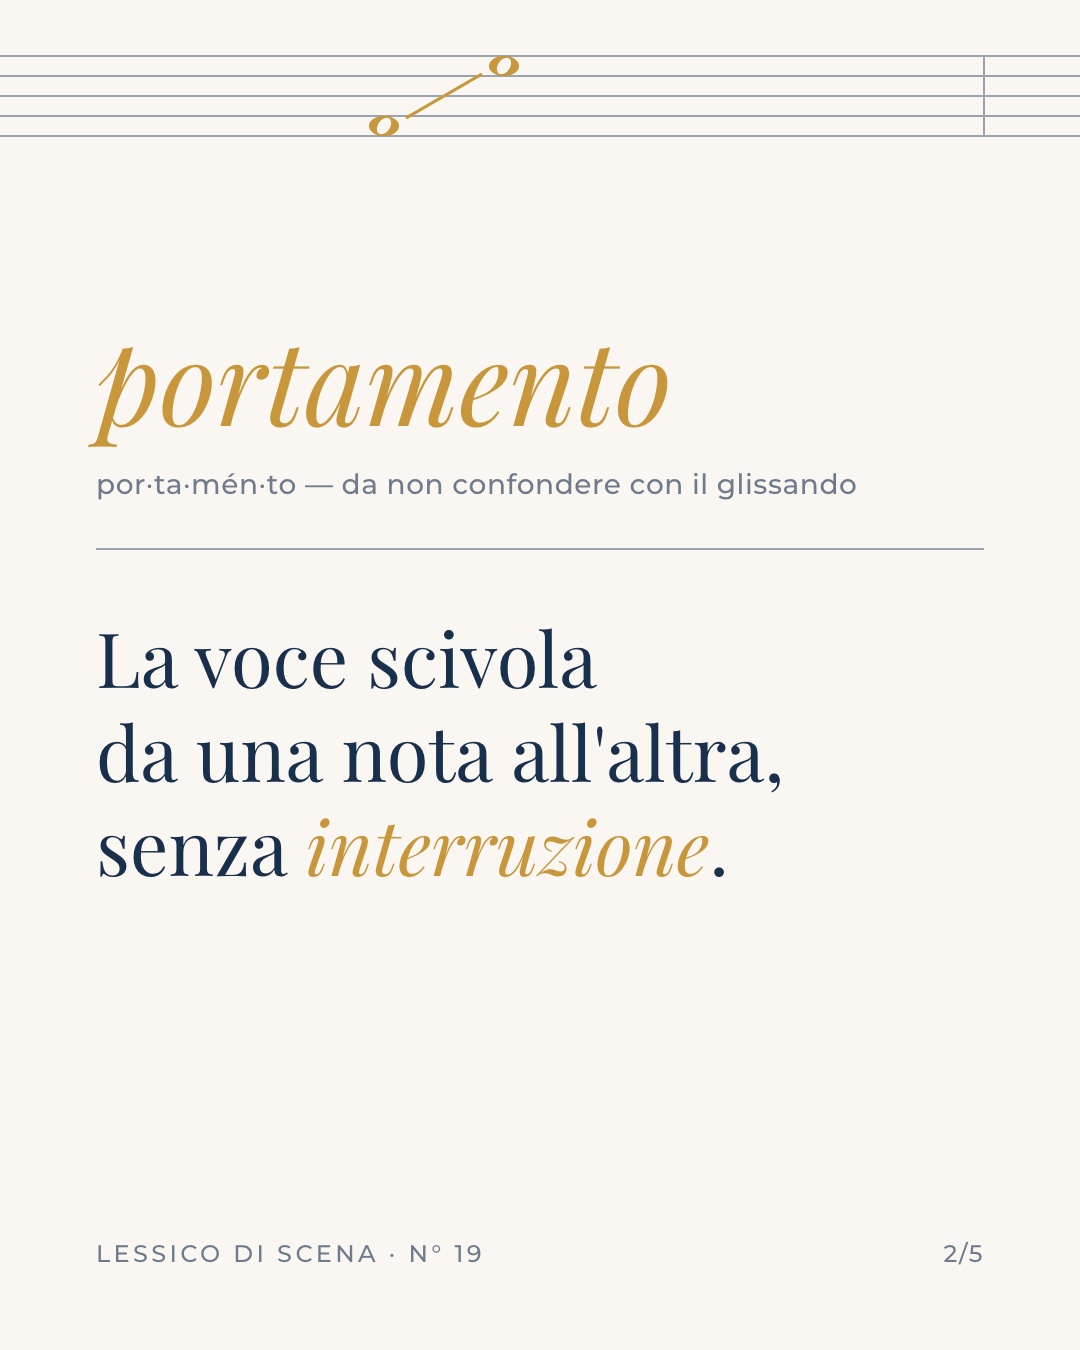 portamento
por·ta·mén·to — da non confondere con il glissando
La voce scivola
da una nota all'altra,
senza interruzione.
LESSICO DI SCENA · N° 19
2/5